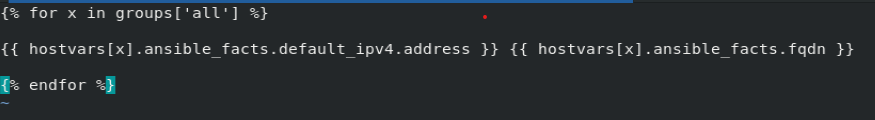 {% for x in groups['all'] %}
{{ hostvars[x].ansible_facts.default_ipv4.address }} {{ hostvars[x].ansible_facts.fqdn }}
{% endfor %}
~